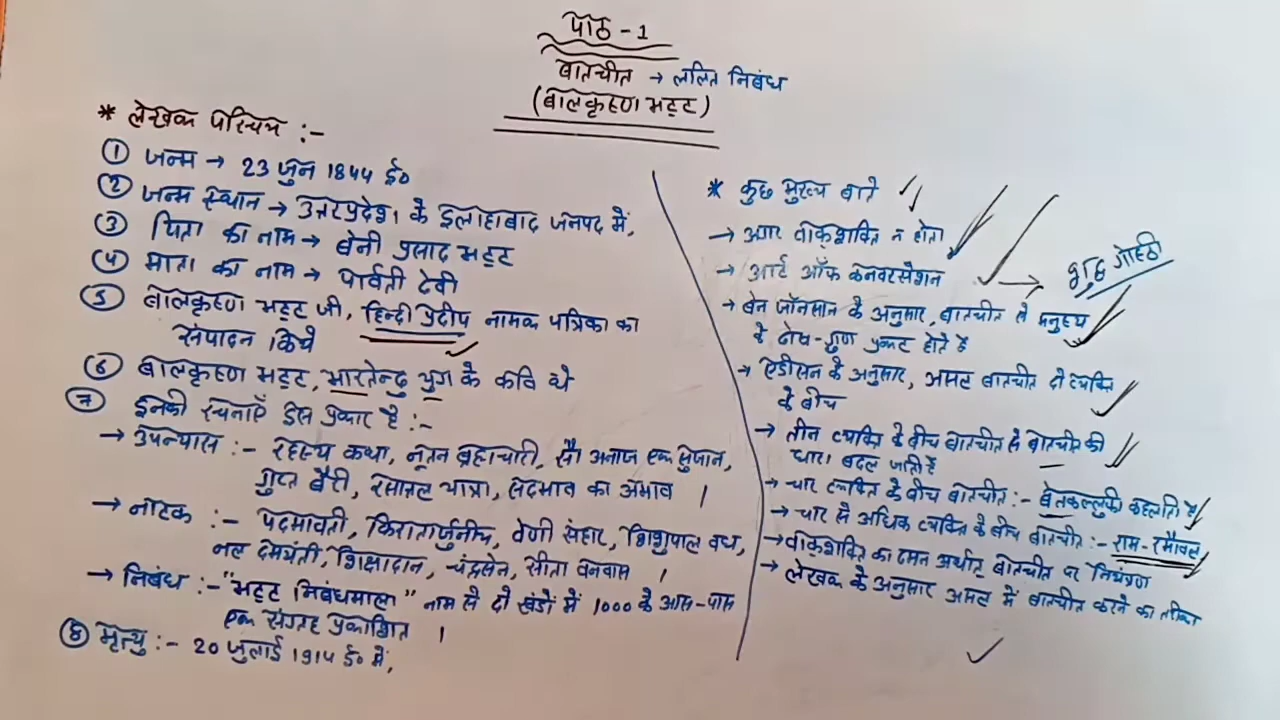 पाठ - 1
बातचीत → ललित निबंध
(बालकृष्ण भट्ट)
* लेखक परिचय :-
① जन्म → 23 जुन 1844 ई०
② जन्म स्थान → उत्तरप्रदेश के इलाहाबाद जनपद में,
③ पिता का नाम → बेनी प्रसाद भट्ट
④ माता का नाम → पार्वती देवी
⑤ बालकृष्ण भट्ट जी, हिन्दी प्रदीप नामक पत्रिका का
संपादन किये
⑥ बालकृष्ण भट्ट, भारतेन्दु युग के कवि थे
⑦ इनकी रचनाएँ इस प्रकार है :-
→ उपन्यास :- रहस्य कथा, नूतन ब्रह्मचारी, सौ अजान एक सुजान,
गुप्त बैरी, रसातल यात्रा, सदभाव का अभाव ।
→ नाटक :- पदमावती, किरातार्जुनीय, वेणी संहार, शिशुपाल वध,
नल दमयंती, शिक्षादान, चंद्रसेन, सीता वनवास ।
→ निबंध :- "भट्ट निबंधमाला" नाम से दो खंडों में 1000 के आस-पास
एक संग्रह प्रकाशित ।
⑧ मृत्यु :- 20 जुलाई 1914 ई० में,
* कुछ मुख्य बाते
→ अगर वाक्शक्ति न होता
→ आर्ट ऑफ कनवरसेशन → शुद्ध गोष्ठी
→ बेन जॉनसान के अनुसार, बातचीत से मनुष्य
के दोष-गुण प्रकट होते है
→ ऐडीसन के अनुसार, असल बातचीत दो व्यक्ति
के बीच
→ तीन व्यक्ति के बीच बातचीत से बातचीत की
धारा बदल जाती है
→ चार व्यक्ति के बीच बातचीत :- बेतकल्लुफी कहलाती है
→ चार से अधिक व्यक्ति के बीच बातचीत :- राम-रमौवल
→ वाक्शक्ति का दमन अर्थात् बातचीत पर नियंत्रण
→ लेखक के अनुसार असल में बातचीत करने का तरीका